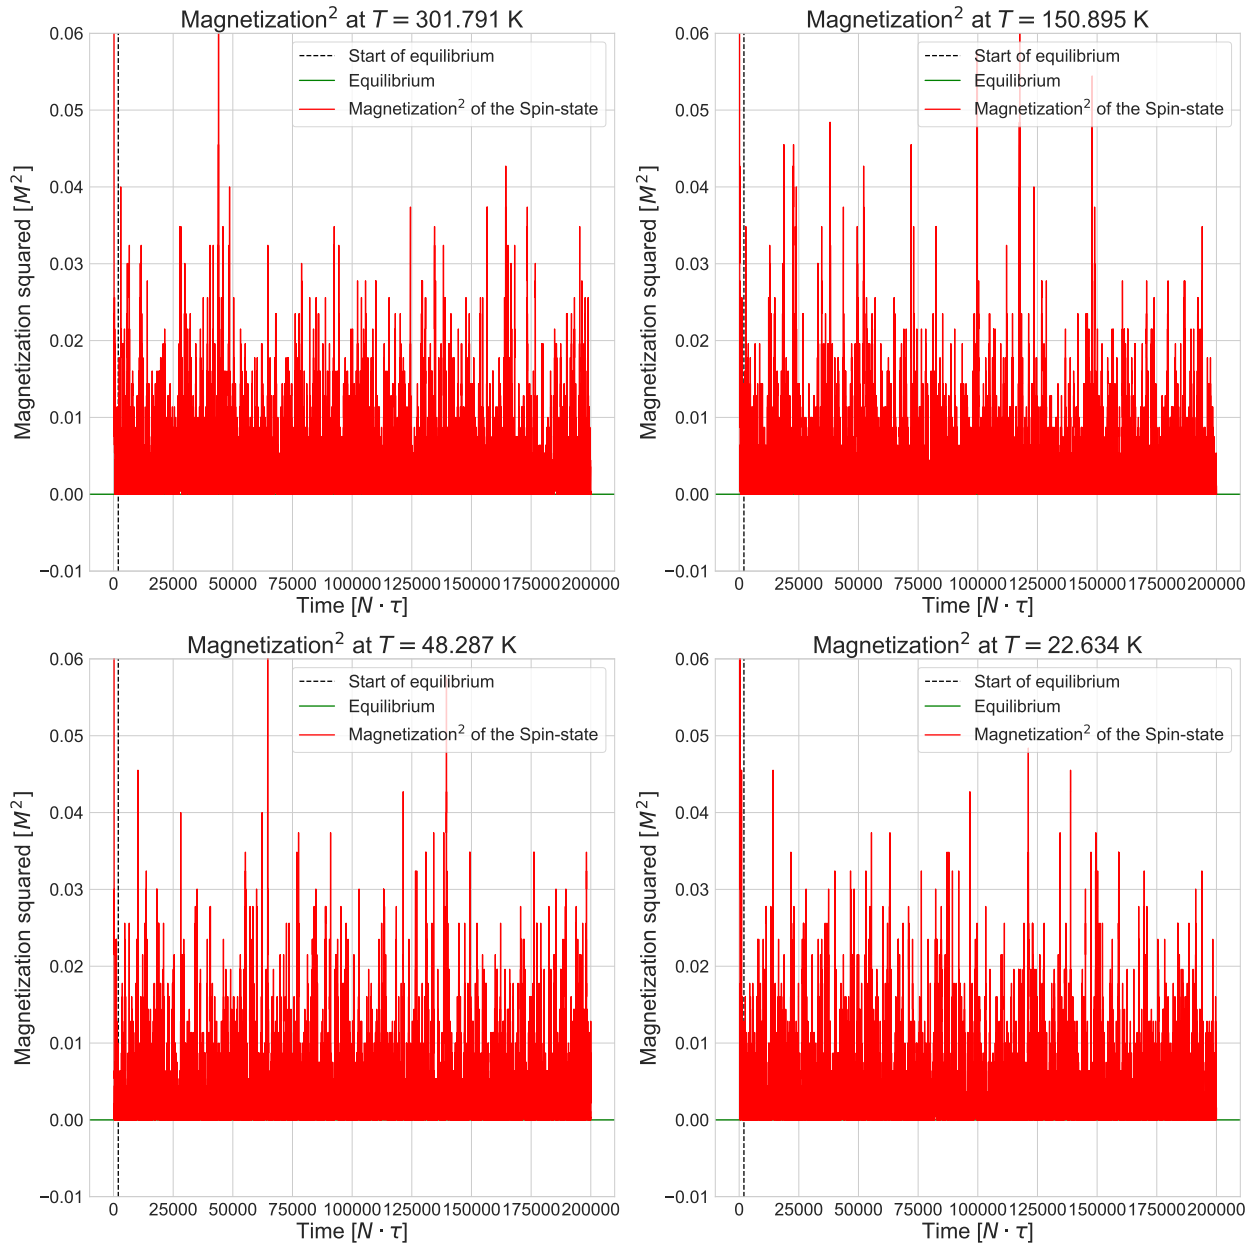 Magnetization² at T = 301.791 K
Magnetization squared [M²]
0.06
0.05
0.04
0.03
0.02
0.01
0.00
−0.01
Start of equilibrium
Equilibrium
Magnetization² of the Spin-state
0 25000 50000 75000 100000 125000 150000 175000 200000
Time [N · τ]
Magnetization² at T = 150.895 K
Magnetization squared [M²]
0.06
0.05
0.04
0.03
0.02
0.01
0.00
−0.01
Start of equilibrium
Equilibrium
Magnetization² of the Spin-state
0 25000 50000 75000 100000 125000 150000 175000 200000
Time [N · τ]
Magnetization² at T = 48.287 K
Magnetization squared [M²]
0.06
0.05
0.04
0.03
0.02
0.01
0.00
−0.01
Start of equilibrium
Equilibrium
Magnetization² of the Spin-state
0 25000 50000 75000 100000 125000 150000 175000 200000
Time [N · τ]
Magnetization² at T = 22.634 K
Magnetization squared [M²]
0.06
0.05
0.04
0.03
0.02
0.01
0.00
−0.01
Start of equilibrium
Equilibrium
Magnetization² of the Spin-state
0 25000 50000 75000 100000 125000 150000 175000 200000
Time [N · τ]